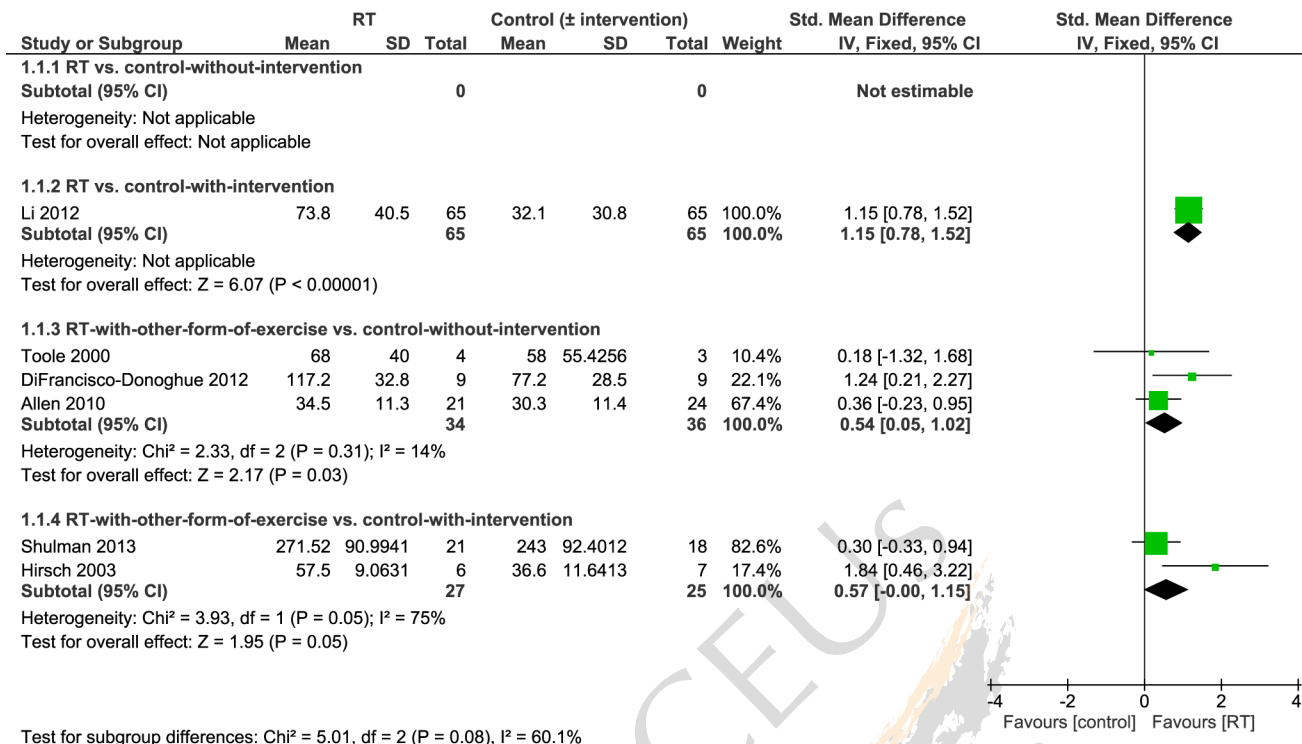 RT Control (± intervention) Std. Mean Difference Std. Mean Difference
Study or Subgroup Mean SD Total Mean SD Total Weight IV, Fixed, 95% CI IV, Fixed, 95% CI
1.1.1 RT vs. control-without-intervention
Subtotal (95% CI) 0 0 Not estimable
Heterogeneity: Not applicable
Test for overall effect: Not applicable
1.1.2 RT vs. control-with-intervention
Li 2012 73.8 40.5 65 32.1 30.8 65 100.0% 1.15 [0.78, 1.52]
Subtotal (95% CI) 65 65 100.0% 1.15 [0.78, 1.52]
Heterogeneity: Not applicable
Test for overall effect: Z = 6.07 (P < 0.00001)
1.1.3 RT-with-other-form-of-exercise vs. control-without-intervention
Toole 2000 68 40 4 58 55.4256 3 10.4% 0.18 [-1.32, 1.68]
DiFrancisco-Donoghue 2012 117.2 32.8 9 77.2 28.5 9 22.1% 1.24 [0.21, 2.27]
Allen 2010 34.5 11.3 21 30.3 11.4 24 67.4% 0.36 [-0.23, 0.95]
Subtotal (95% CI) 34 36 100.0% 0.54 [0.05, 1.02]
Heterogeneity: Chi² = 2.33, df = 2 (P = 0.31); I² = 14%
Test for overall effect: Z = 2.17 (P = 0.03)
1.1.4 RT-with-other-form-of-exercise vs. control-with-intervention
Shulman 2013 271.52 90.9941 21 243 92.4012 18 82.6% 0.30 [-0.33, 0.94]
Hirsch 2003 57.5 9.0631 6 36.6 11.6413 7 17.4% 1.84 [0.46, 3.22]
Subtotal (95% CI) 27 25 100.0% 0.57 [-0.00, 1.15]
Heterogeneity: Chi² = 3.93, df = 1 (P = 0.05); I² = 75%
Test for overall effect: Z = 1.95 (P = 0.05)
-4 -2 0 2 4
Favours [control] Favours [RT]
Test for subgroup differences: Chi² = 5.01, df = 2 (P = 0.08), I² = 60.1%
CEUs